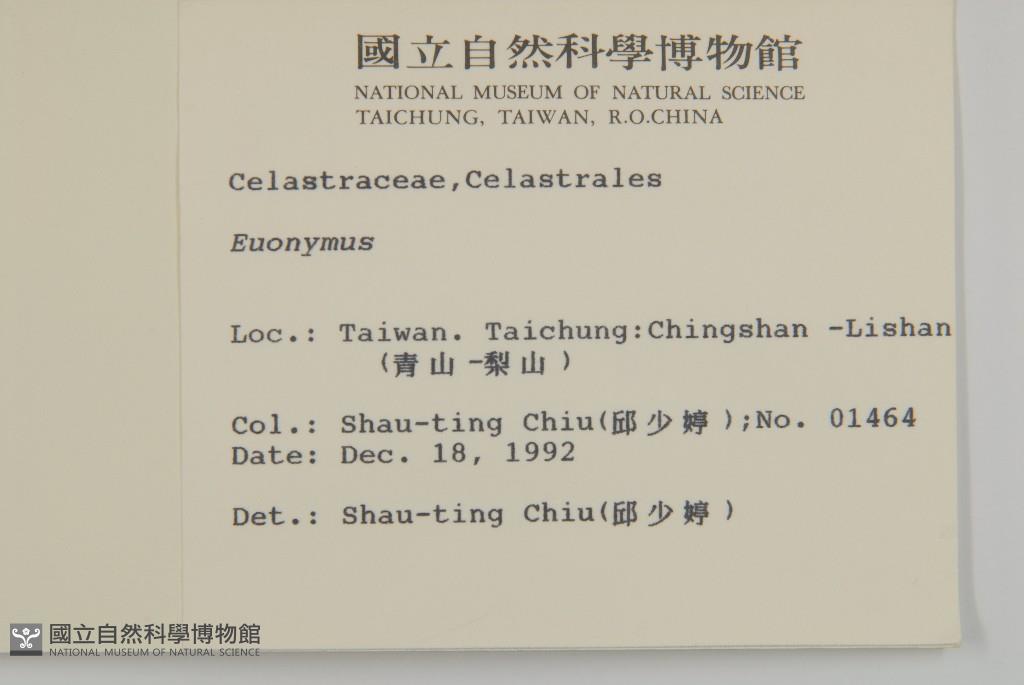 國立自然科學博物館
NATIONAL MUSEUM OF NATURAL SCIENCE
TAICHUNG, TAIWAN, R.O.CHINA
Celastraceae,Celastrales
Euonymus
Loc.: Taiwan. Taichung:Chingshan -Lishan
(青山-梨山)
Col.: Shau-ting Chiu(邱少婷);No. 01464
Date: Dec. 18, 1992
Det.: Shau-ting Chiu(邱少婷)
國立自然科學博物館
NATIONAL MUSEUM OF NATURAL SCIENCE